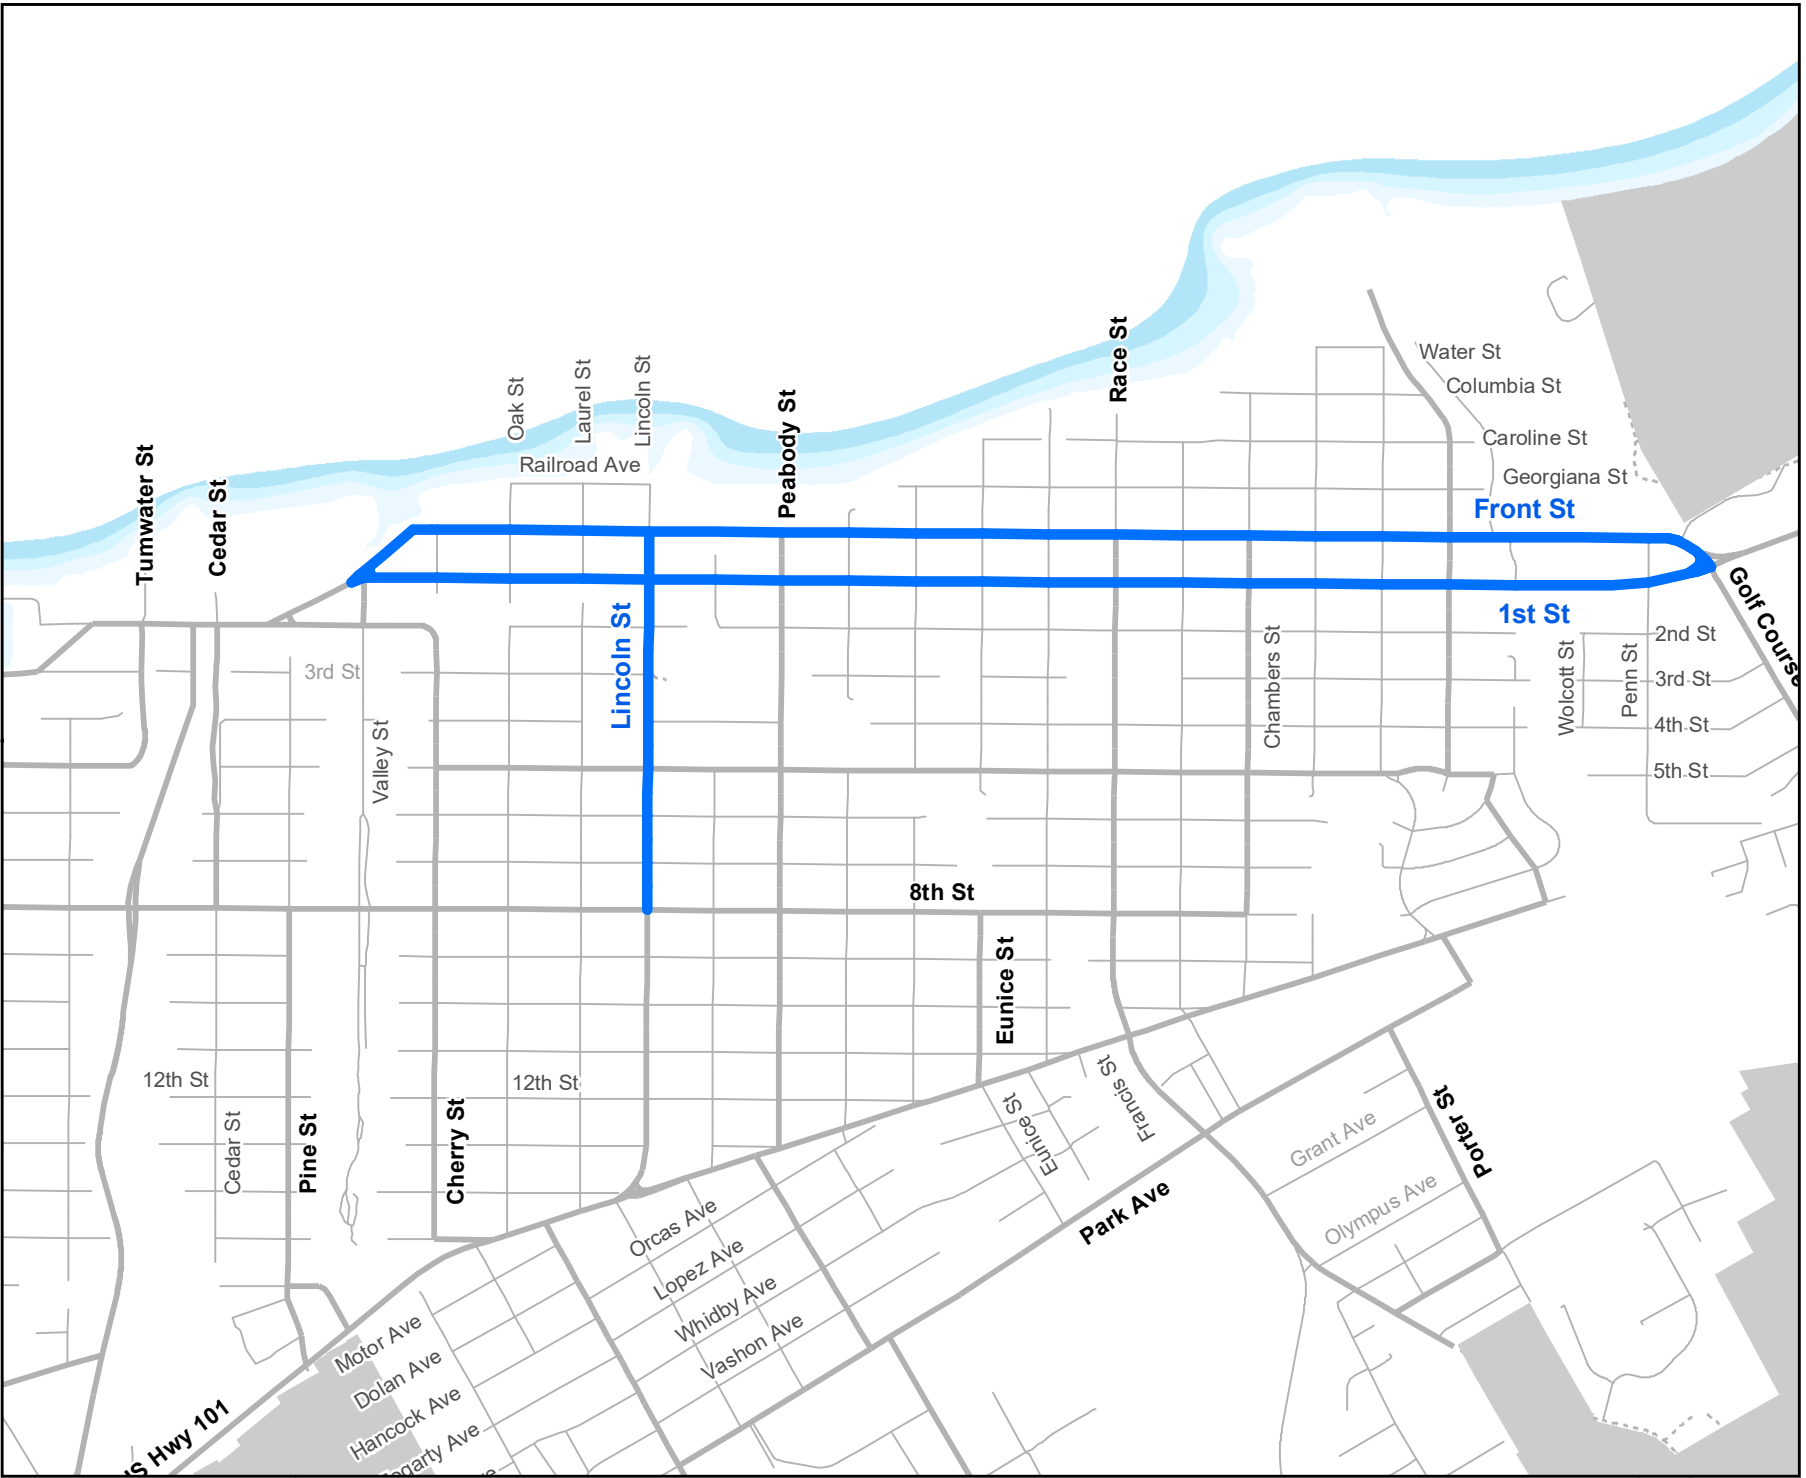 Water St
Race St
Oak St
Laurel St
Lincoln St
Columbia St
Peabody St
Caroline St
Tumwater St
Cedar St
Railroad Ave
Georgiana St
Front St
Golf Course
1st St
Lincoln St
2nd St
Chambers St
Wolcott St
Penn St
3rd St
3rd St
4th St
Valley St
5th St
8th St
Eunice St
12th St
12th St
Francis St
Porter St
Cedar St
Pine St
Cherry St
Eunice St
Grant Ave
Park Ave
Olympus Ave
Orcas Ave
Lopez Ave
Whidby Ave
Vashon Ave
Motor Ave
Dolan Ave
Hancock Ave
Hwy 101